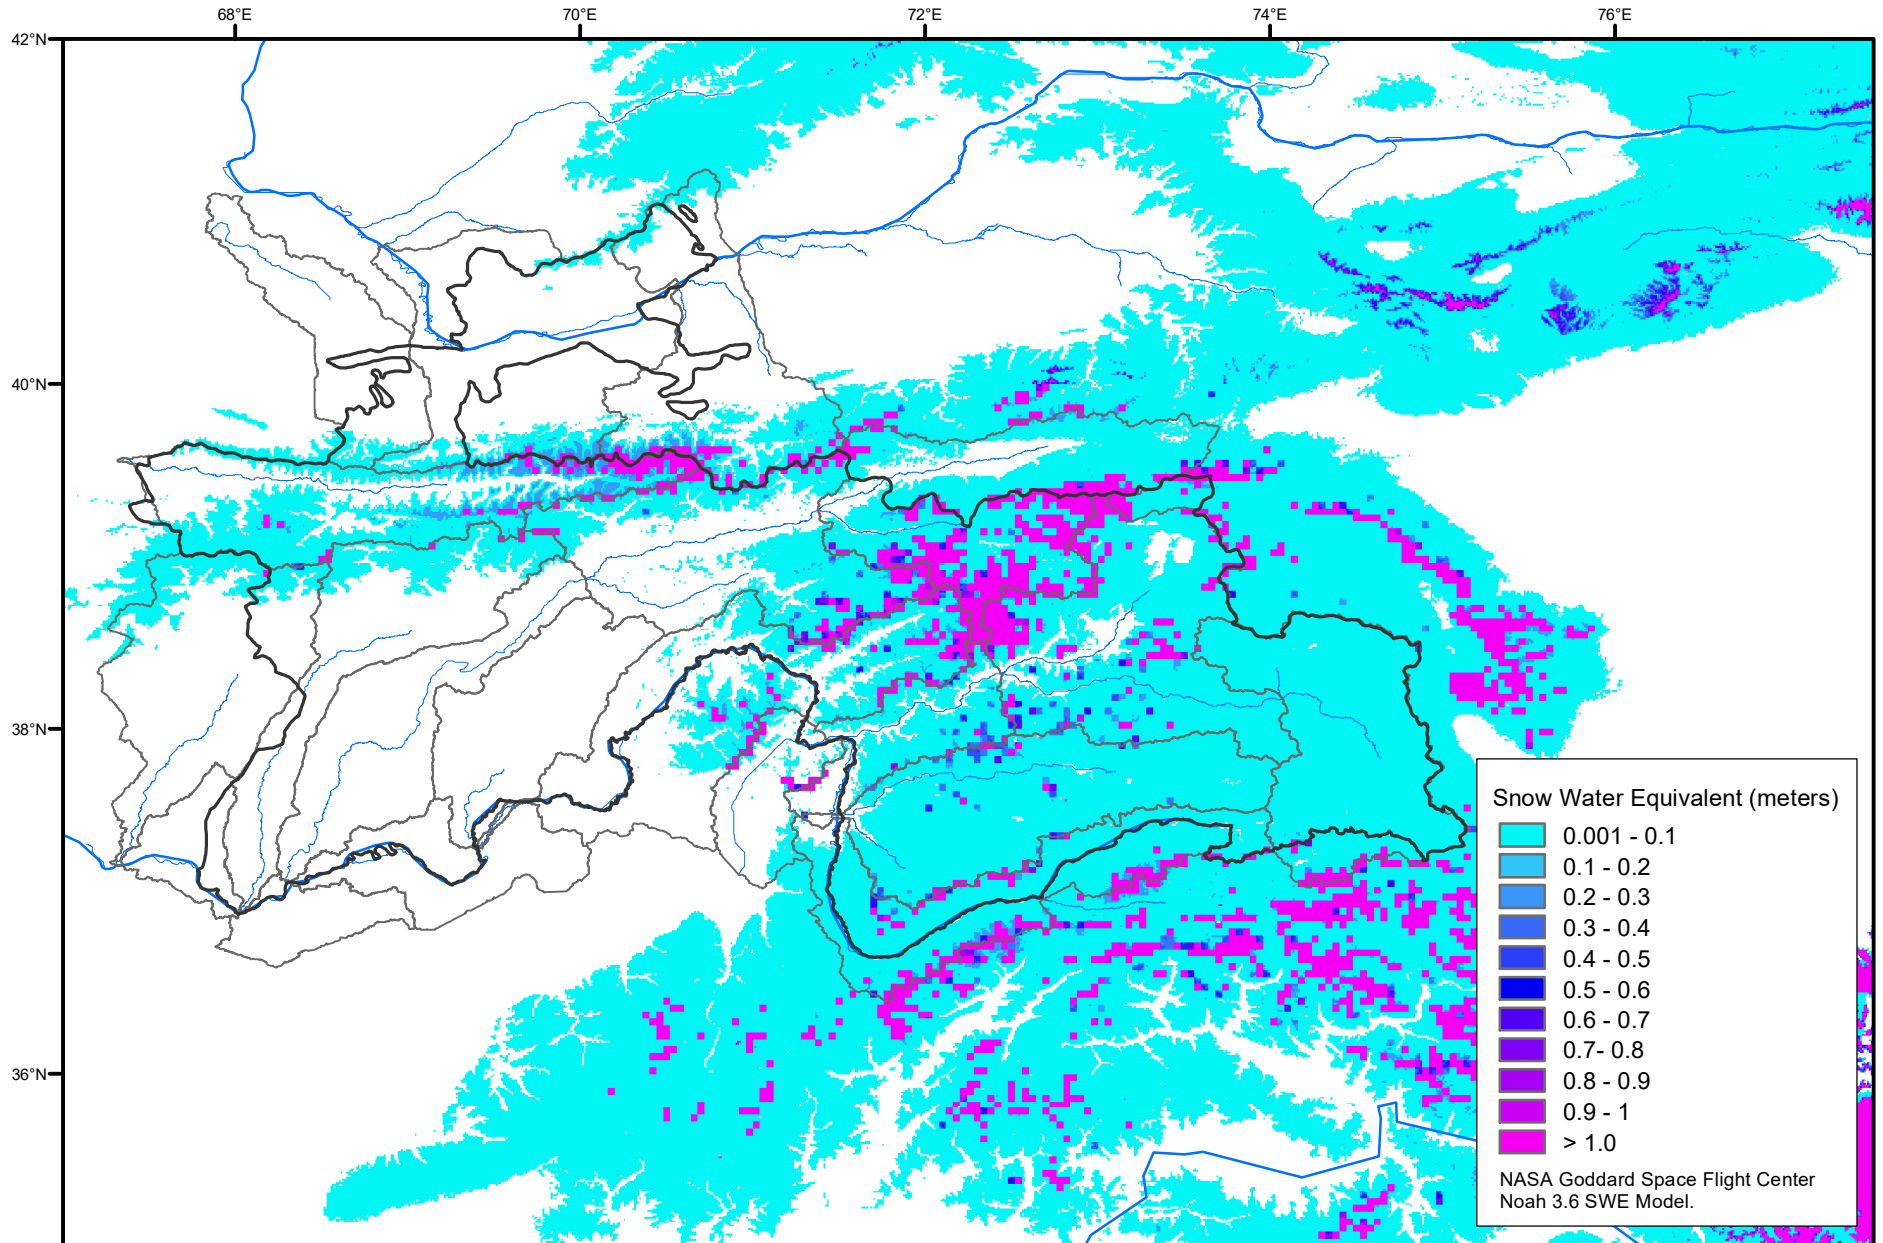 68°E
70°E
72°E
74°E
76°E
42°N
40°N
38°N
36°N
Snow Water Equivalent (meters)
0.001 - 0.1
0.1 - 0.2
0.2 - 0.3
0.3 - 0.4
0.4 - 0.5
0.5 - 0.6
0.6 - 0.7
0.7- 0.8
0.8 - 0.9
0.9 - 1
> 1.0
NASA Goddard Space Flight Center
Noah 3.6 SWE Model.